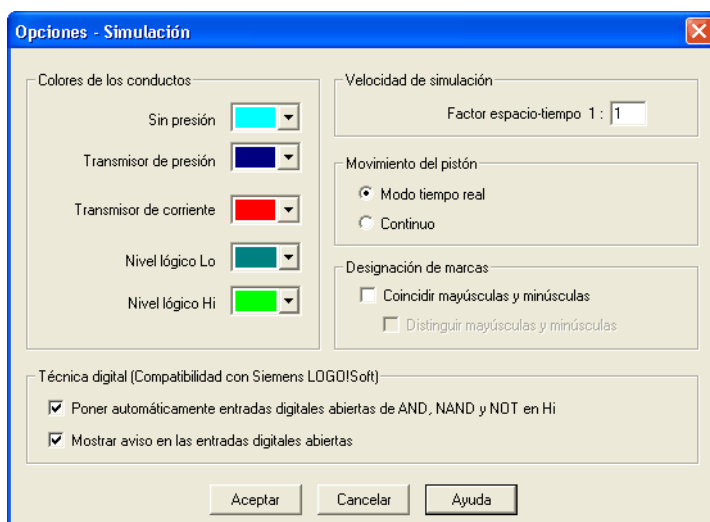 Opciones - Simulación
Colores de los conductos
Sin presión
Transmisor de presión
Transmisor de corriente
Nivel lógico Lo
Nivel lógico Hi
Velocidad de simulación
Factor espacio-tiempo 1 : 1
Movimiento del pistón
Modo tiempo real
Continuo
Designación de marcas
Coincidir mayúsculas y minúsculas
Distinguir mayúsculas y minúsculas
Técnica digital (Compatibilidad con Siemens LOGO!Soft)
Poner automáticamente entradas digitales abiertas de AND, NAND y NOT en Hi
Mostrar aviso en las entradas digitales abiertas
Aceptar Cancelar Ayuda